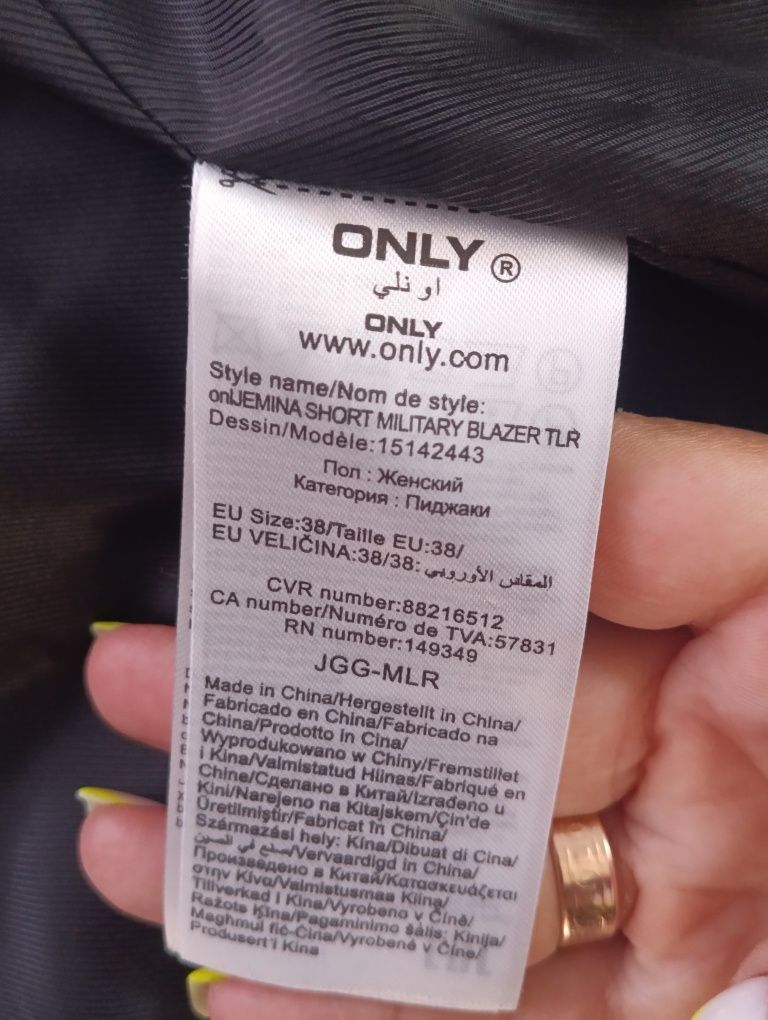 ONLY®
او نلي
ONLY
www.only.com
Style name/Nom de style:
onlJEMINA SHORT MILITARY BLAZER TLR
Dessin/Modèle:15142443
Пол : Женский
Категория : Пиджаки
EU Size:38/Taille EU:38/
EU VELIČINA:38/38: المقاس الأوروبي
CVR number:88216512
CA number/Numéro de TVA:57831
RN number:149349
JGG-MLR
Made in China/Hergestellt in China/
Fabricado en China/Fabricado na
China/Prodotto in Cina/
Wyprodukowano w Chiny/Fremstillet
i Kina/Valmistatud Hiinas/Fabriqué en
Chine/Сделано в Китай/Izrađeno u
Kini/Narejeno na Kitajskem/Çin'de
Üretilmiştir/Fabricat în China/
Származási hely: Kína/Dibuat di Cina/
صنع في الصين/Vervaardigd in China/
Произведено в Китай/Κατασκευάζεται
στην Κίνα/Valmistusmaa Kiina/
Tillverkad i Kina/Vyrobeno v Číně/
Ražots Ķīna/Pagaminimo šalis: Kinija/
Maghmul fiċ-Ċina/Vyrobené v Číne/
Produsert i Kina